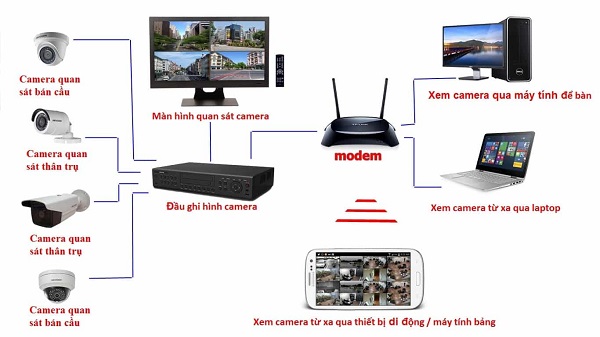 Camera quan
sát bán cầu
Camera quan
sát thân trụ
Camera quan
sát thân trụ
Camera quan
sát bán cầu
Màn hình quan sát camera
Đầu ghi hình camera
modem
Xem camera qua máy tính để bàn
Xem camera từ xa qua laptop
Xem camera từ xa qua thiết bị di động / máy tính bảng